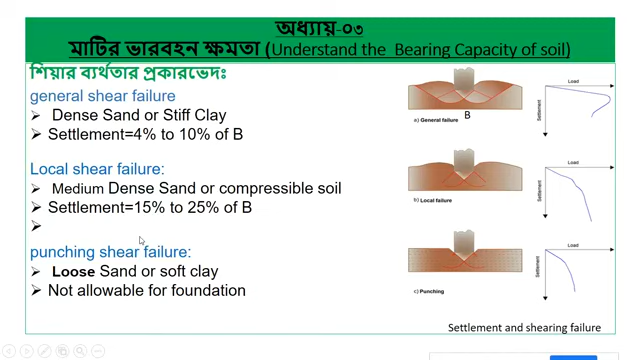 অধ্যায়-০৩
মাটির ভারবহন ক্ষমতা (Understand the Bearing Capacity of soil)
শিয়ার ব্যর্থতার প্রকারভেদঃ
general shear failure
➢ Dense Sand or Stiff Clay
➢ Settlement=4% to 10% of B
Local shear failure:
➢ Medium Dense Sand or compressible soil
➢ Settlement=15% to 25% of B
➢
punching shear failure:
➢ Loose Sand or soft clay
➢ Not allowable for foundation
B
a) General failure
Load
Settlement
b) Local failure
Load
Settlement
c) Punching
Load
Settlement
Settlement and shearing failure